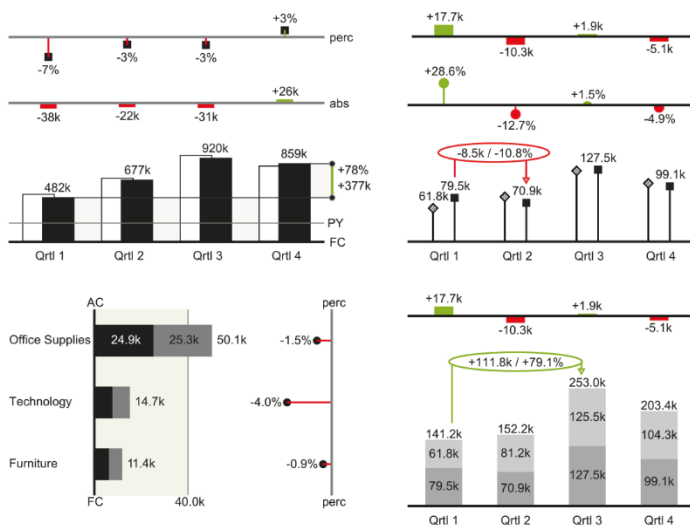 +3%
perc
-7%
-3%
-3%
+26k
abs
-38k
-22k
-31k
482k
677k
920k
859k
+78%
+377k
PY
FC
Qrtl 1
Qrtl 2
Qrtl 3
Qrtl 4
+17.7k
-10.3k
+1.9k
-5.1k
+28.6%
-12.7%
+1.5%
-4.9%
-8.5k / -10.8%
61.8k
79.5k
70.9k
127.5k
99.1k
Qrtl 1
Qrtl 2
Qrtl 3
Qrtl 4
AC
perc
Office Supplies
24.9k
25.3k
50.1k
-1.5%
Technology
14.7k
-4.0%
Furniture
11.4k
-0.9%
FC
40.0k
perc
+17.7k
-10.3k
+1.9k
-5.1k
+111.8k / +79.1%
141.2k
152.2k
253.0k
203.4k
61.8k
81.2k
125.5k
104.3k
79.5k
70.9k
127.5k
99.1k
Qrtl 1
Qrtl 2
Qrtl 3
Qrtl 4